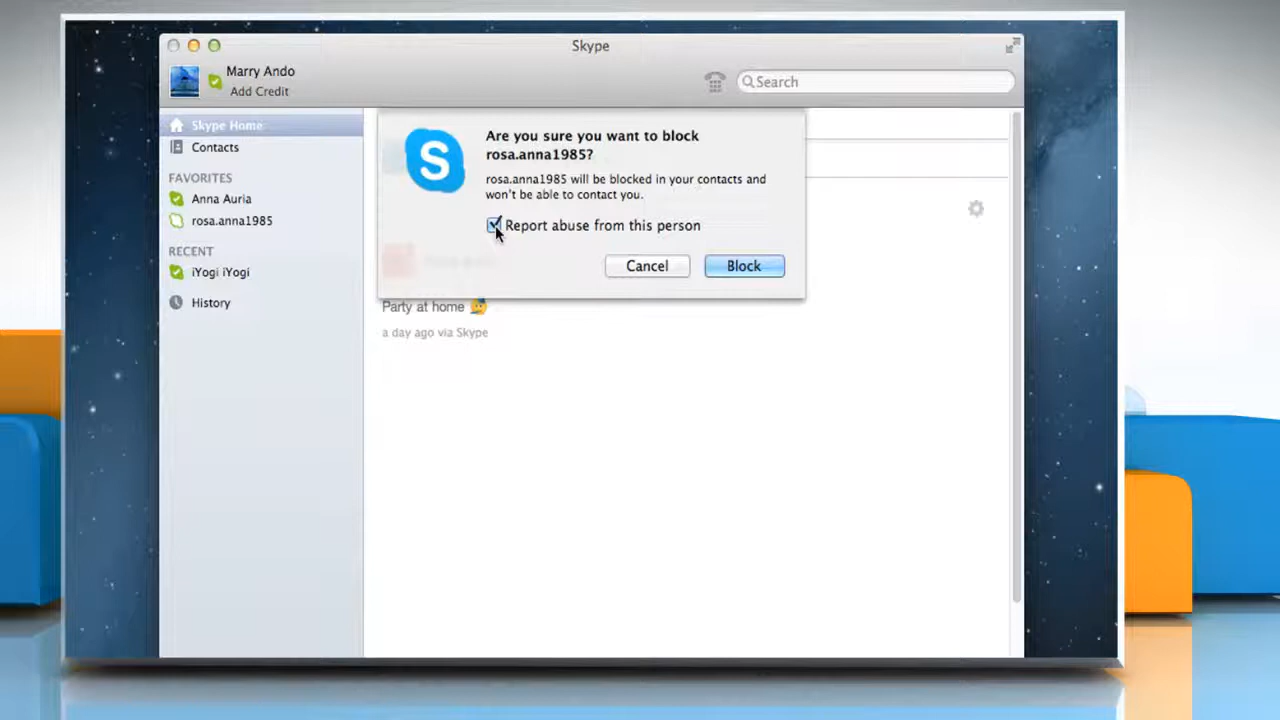 Skype
Marry Ando
Add Credit
Search
Skype Home
Contacts
FAVORITES
Anna Auria
rosa.anna1985
RECENT
iYogi iYogi
History
S
Are you sure you want to block
rosa.anna1985?
rosa.anna1985 will be blocked in your contacts and
won't be able to contact you.
Report abuse from this person
Cancel
Block
Party at home
a day ago via Skype